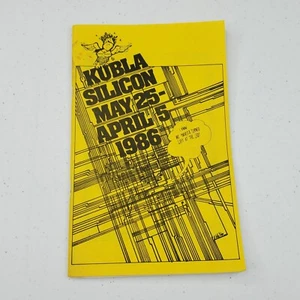 KUBLA
SILICON
MAY 25-
APRIL 5
1986